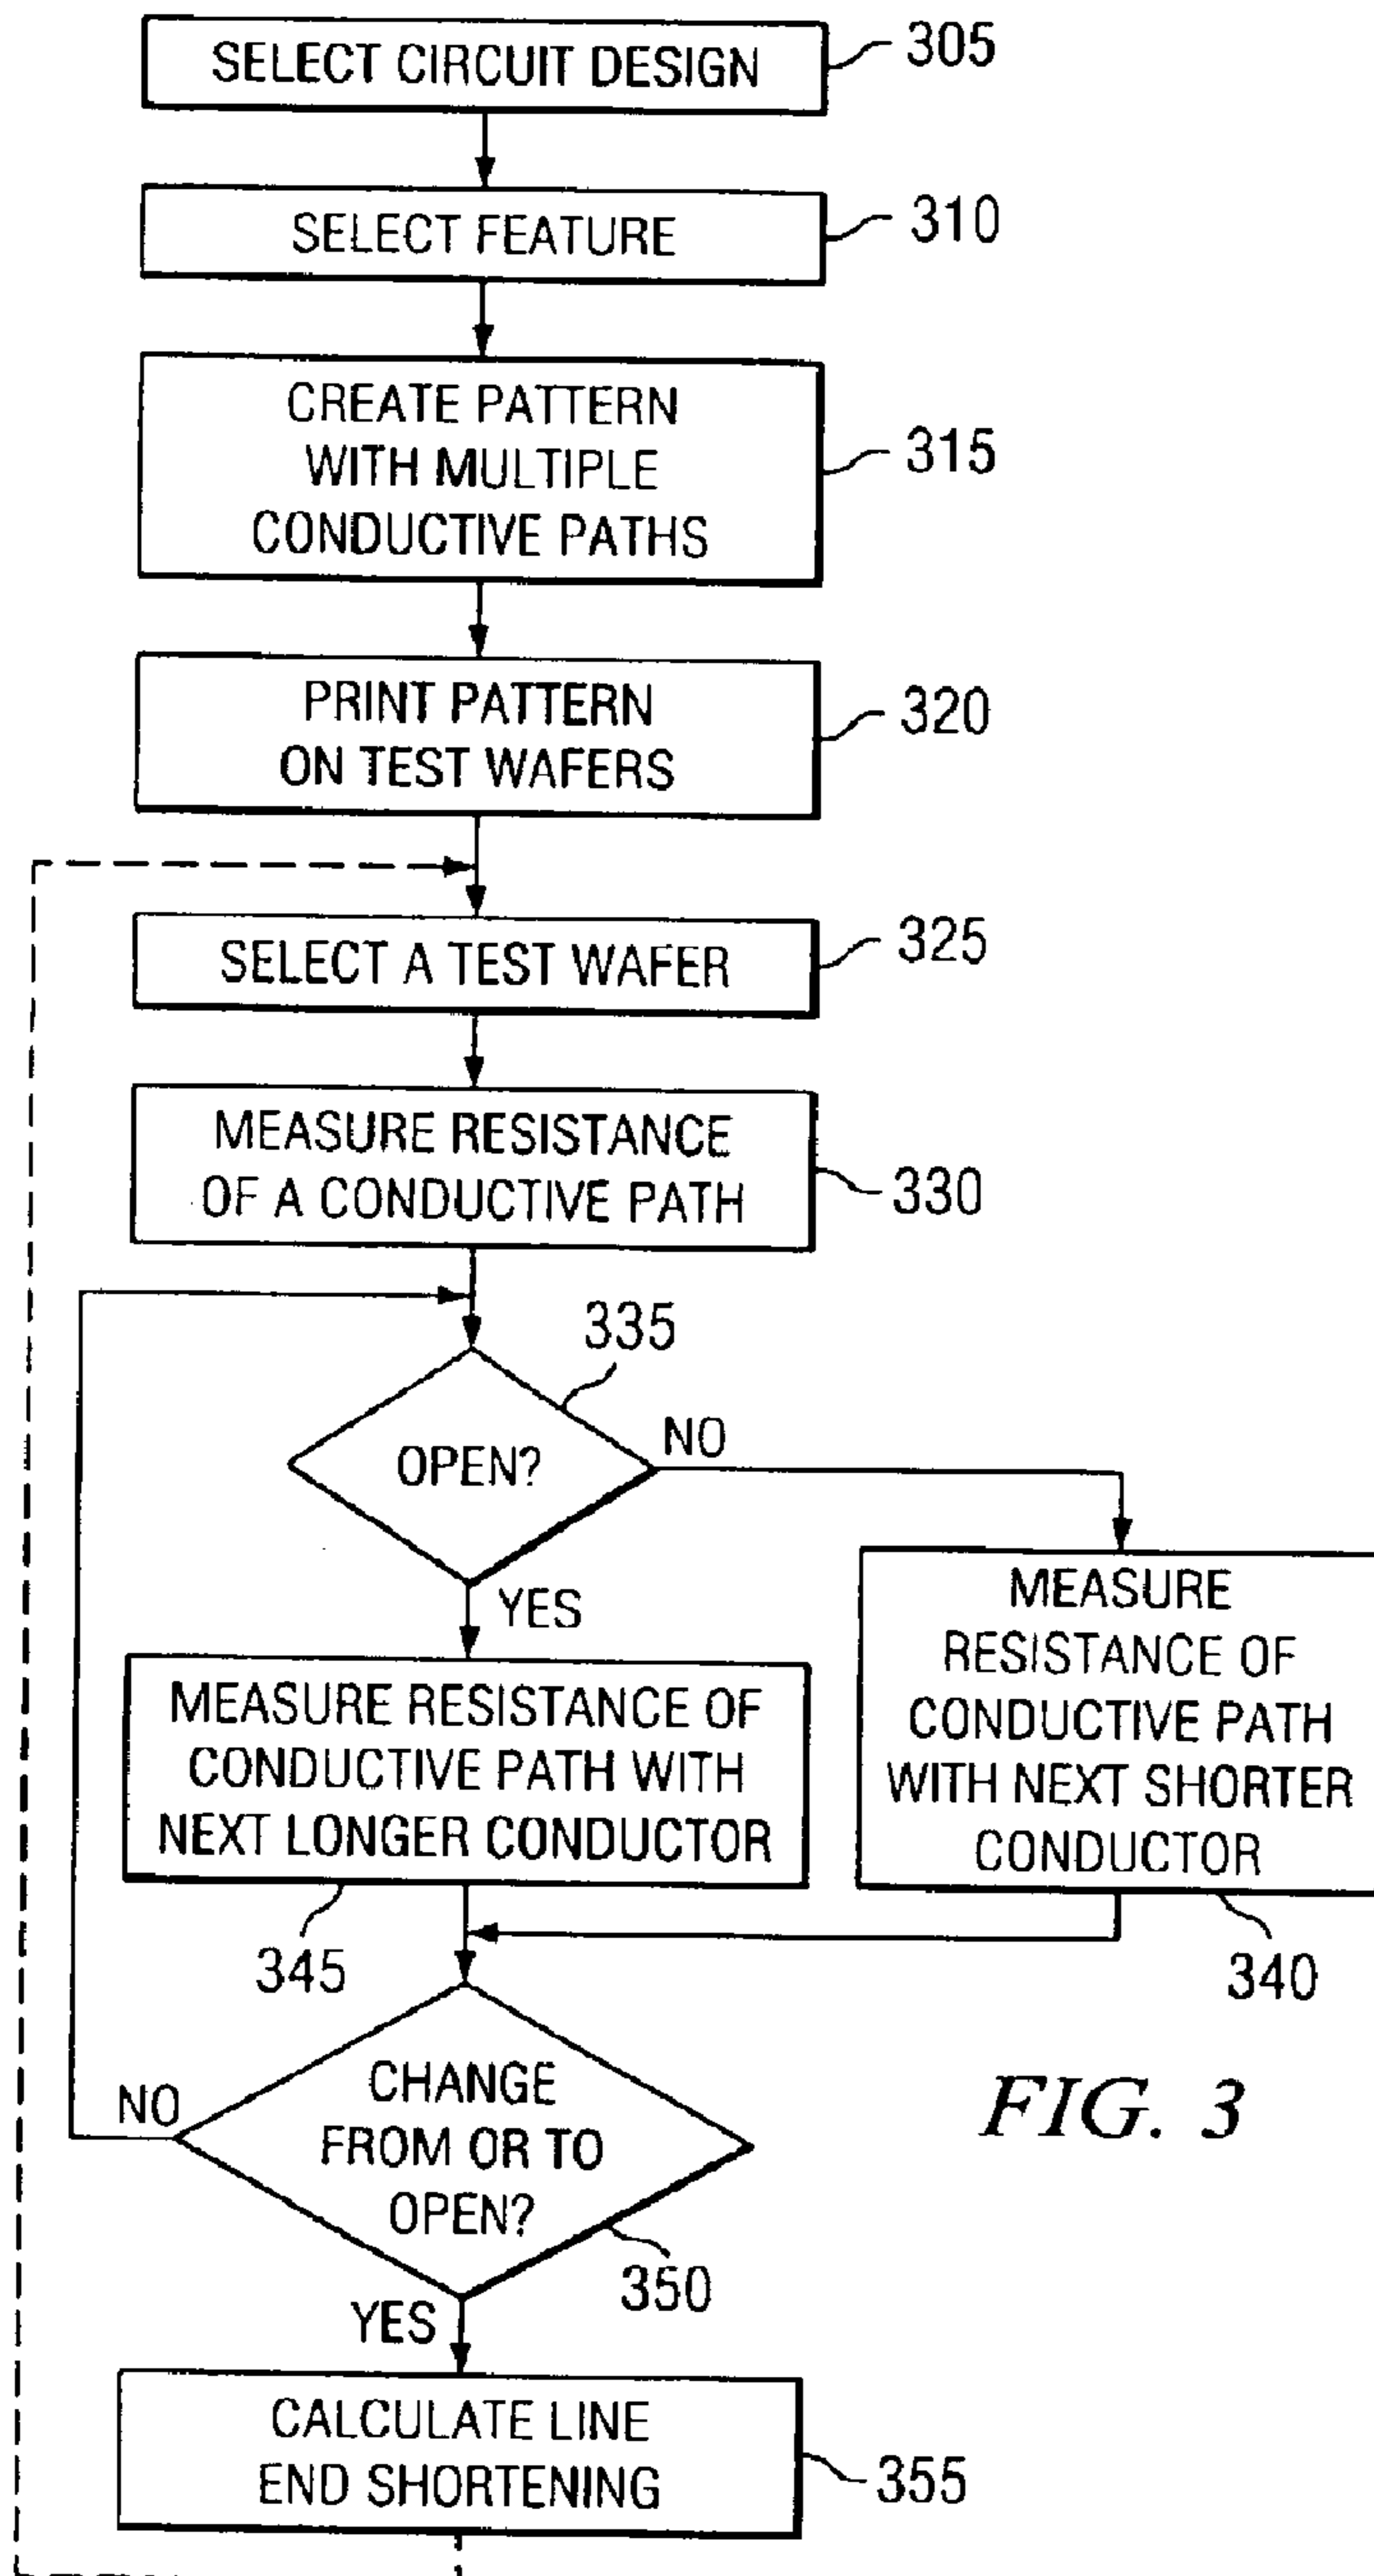 SELECT CIRCUIT DESIGN
305
SELECT FEATURE
310
CREATE PATTERN
WITH MULTIPLE
CONDUCTIVE PATHS
315
PRINT PATTERN
ON TEST WAFERS
320
SELECT A TEST WAFER
325
MEASURE RESISTANCE
OF A CONDUCTIVE PATH
330
335
OPEN?
NO
YES
MEASURE RESISTANCE OF
CONDUCTIVE PATH WITH
NEXT LONGER CONDUCTOR
345
MEASURE
RESISTANCE OF
CONDUCTIVE PATH
WITH NEXT SHORTER
CONDUCTOR
340
CHANGE
FROM OR TO
OPEN?
NO
350
YES
FIG. 3
CALCULATE LINE
END SHORTENING
355